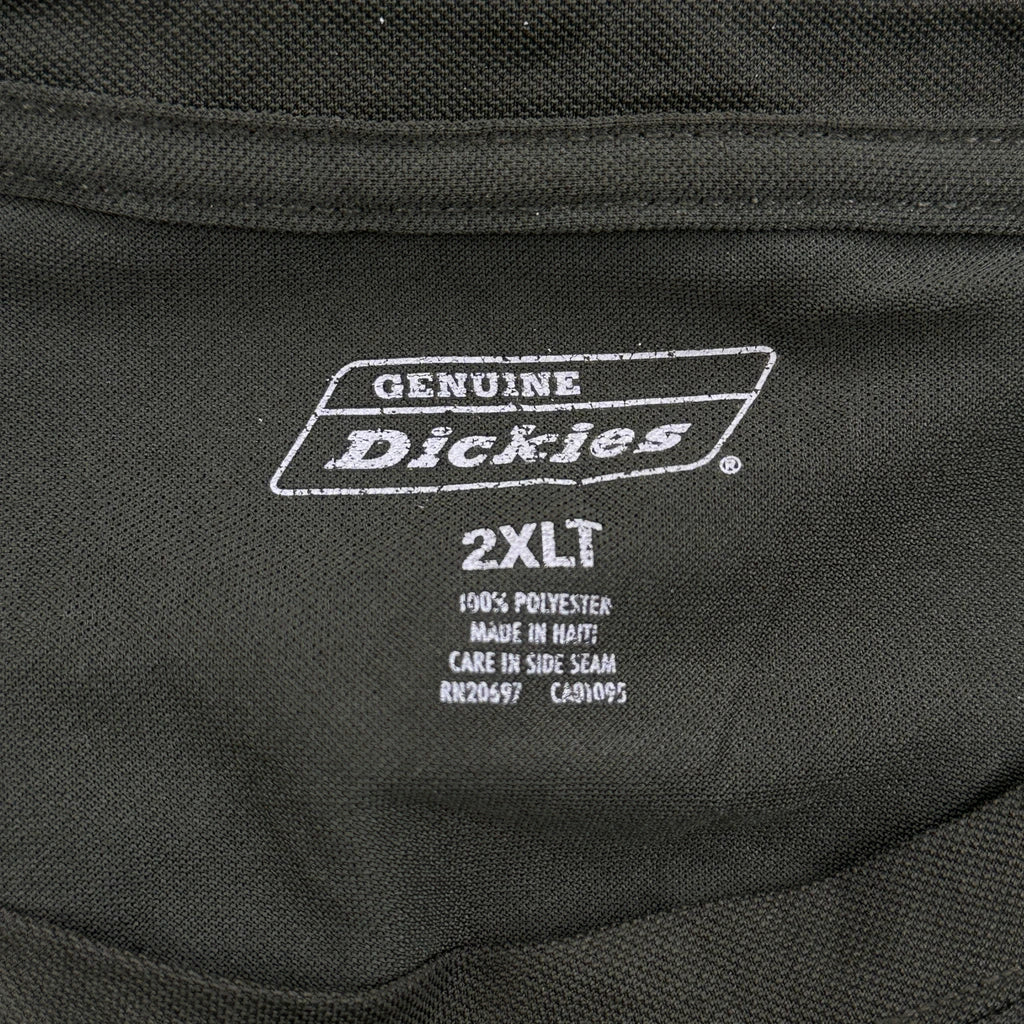 GENUINE
Dickies®
2XLT
100% POLYESTER
MADE IN HAITI
CARE IN SIDE SEAM
RN20697 CA01095